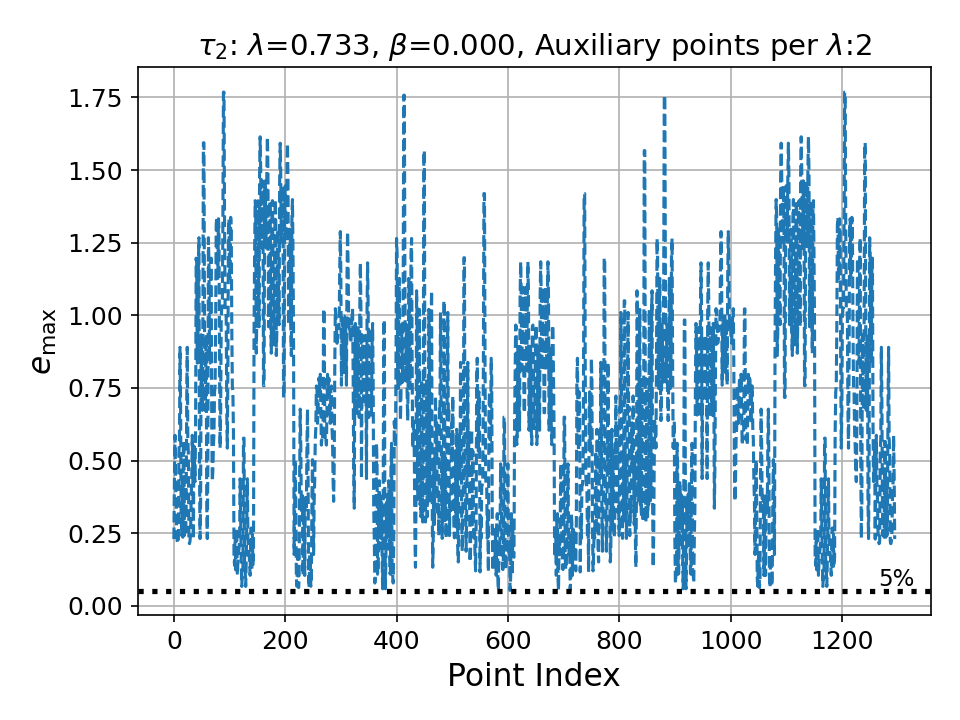 τ₂: λ=0.733, β=0.000, Auxiliary points per λ:2
1.75
1.50
1.25
1.00
0.75
0.50
0.25
0.00
e_max
5%
0 200 400 600 800 1000 1200
Point Index